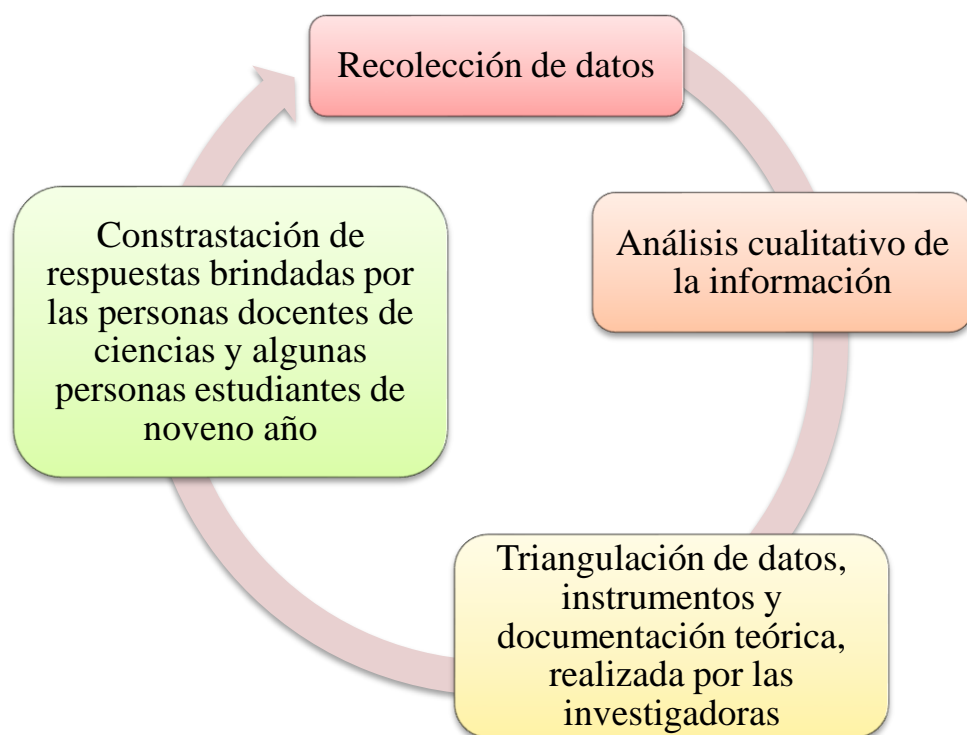 Recolección de datos
Análisis cualitativo de
la información
Triangulación de datos,
instrumentos y
documentación teórica,
realizada por las
investigadoras
Constrastación de
respuestas brindadas por
las personas docentes de
ciencias y algunas
personas estudiantes de
noveno año